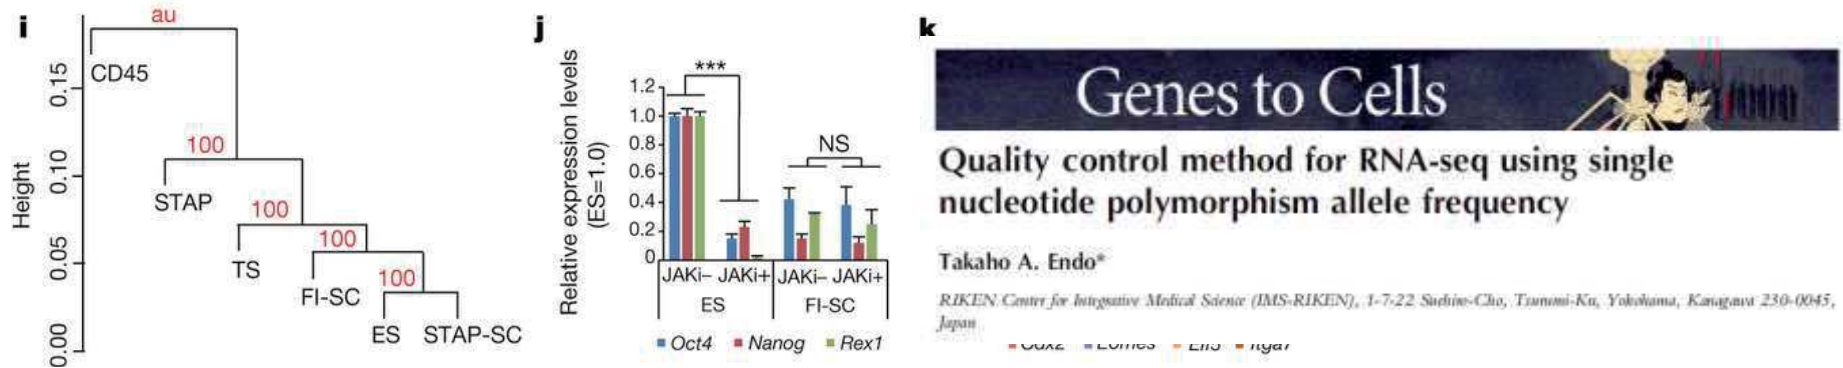 i
au
CD45
100
STAP
100
TS
100
FI-SC
100
ES
STAP-SC
Height
0.15
0.10
0.05
0.00
j
Relative expression levels
(ES=1.0)
***
1.2
1.0
0.8
0.6
0.4
0.2
0
NS
JAKi– JAKi+ JAKi– JAKi+
ES FI-SC
Oct4 Nanog Rex1
k
Genes to Cells
Quality control method for RNA-seq using single
nucleotide polymorphism allele frequency
Takaho A. Endo*
RIKEN Center for Integrative Medical Science (IMS-RIKEN), 1-7-22 Suehiro-Cho, Tsurumi-Ku, Yokohama, Kanagawa 230-0045,
Japan